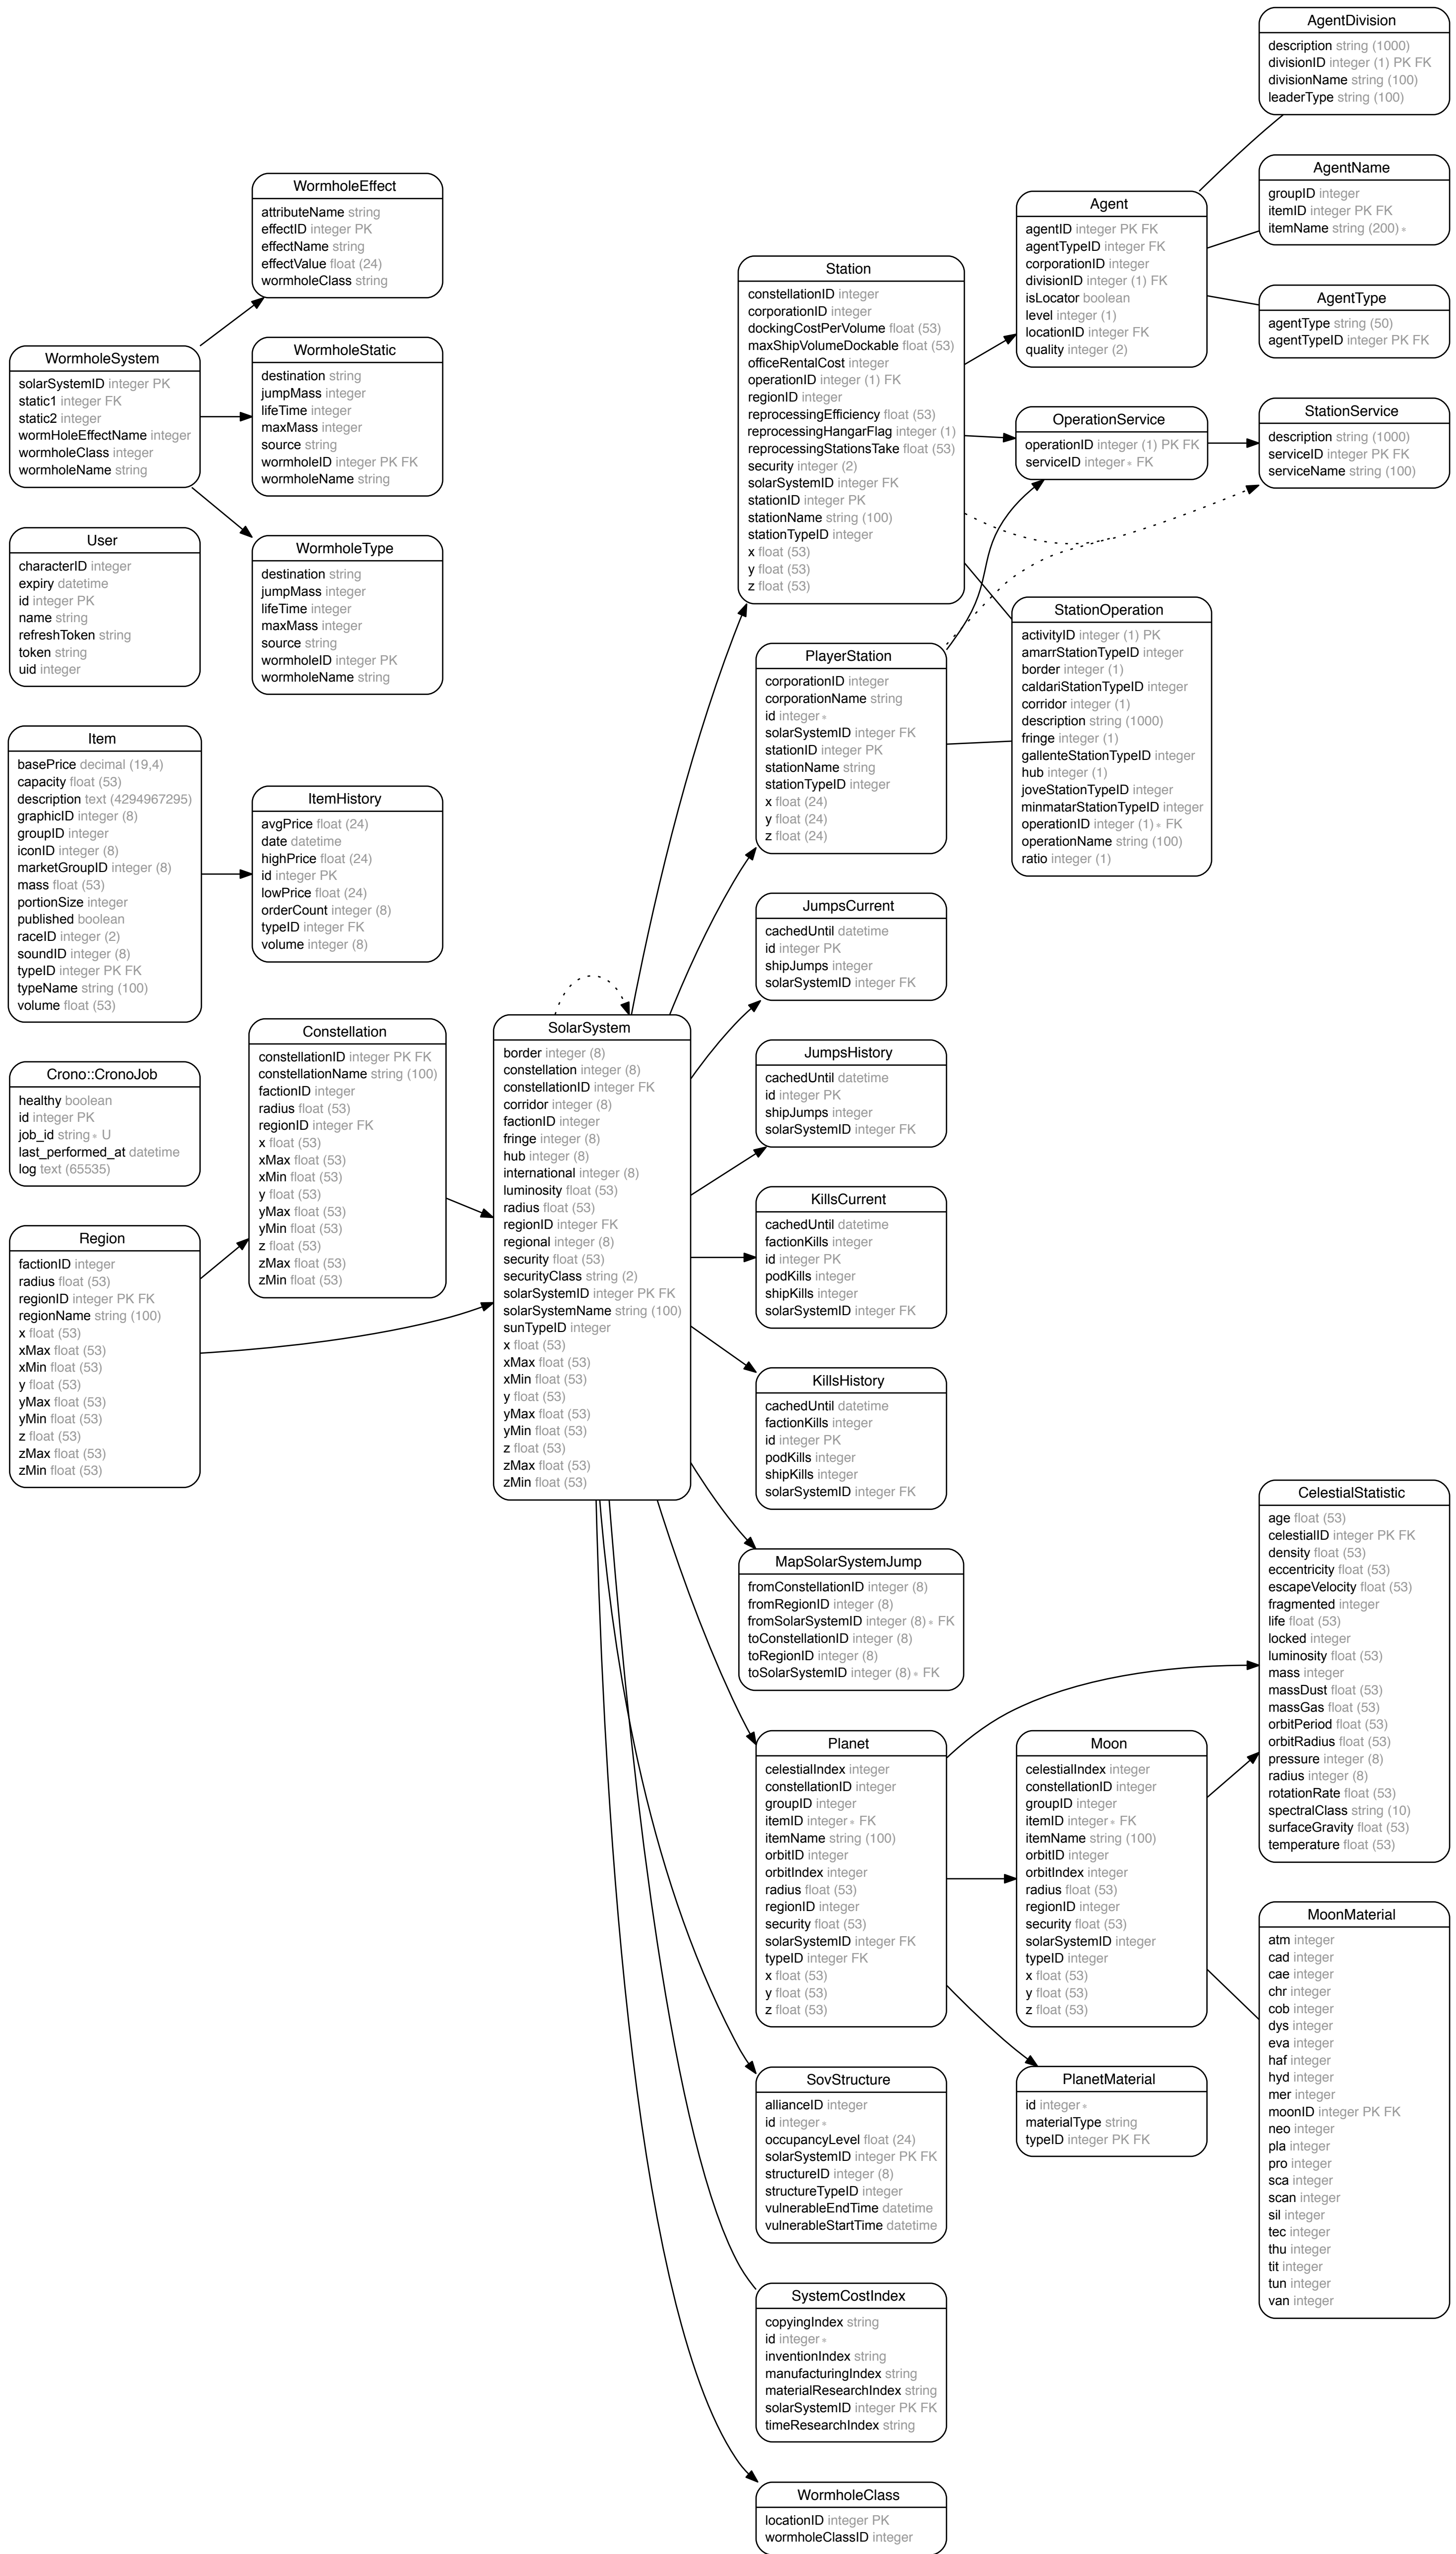 AgentDivision
description string (1000)
divisionID integer (1) PK FK
divisionName string (100)
leaderType string (100)
AgentName
groupID integer
itemID integer PK FK
itemName string (200) *
AgentType
agentType string (50)
agentTypeID integer PK FK
StationService
description string (1000)
serviceID integer PK FK
serviceName string (100)
Agent
agentID integer PK FK
agentTypeID integer FK
corporationID integer
divisionID integer (1) FK
isLocator boolean
level integer (1)
locationID integer FK
quality integer (2)
OperationService
operationID integer (1) PK FK
serviceID integer * FK
StationOperation
activityID integer (1) PK
amarrStationTypeID integer
border integer (1)
caldariStationTypeID integer
corridor integer (1)
description string (1000)
fringe integer (1)
gallenteStationTypeID integer
hub integer (1)
joveStationTypeID integer
minmatarStationTypeID integer
operationID integer (1) * FK
operationName string (100)
ratio integer (1)
Station
constellationID integer
corporationID integer
dockingCostPerVolume float (53)
maxShipVolumeDockable float (53)
officeRentalCost integer
operationID integer (1) FK
regionID integer
reprocessingEfficiency float (53)
reprocessingHangarFlag integer (1)
reprocessingStationsTake float (53)
security integer (2)
solarSystemID integer FK
stationID integer PK
stationName string (100)
stationTypeID integer
x float (53)
y float (53)
z float (53)
PlayerStation
corporationID integer
corporationName string
id integer *
solarSystemID integer FK
stationID integer PK
stationName string
stationTypeID integer
x float (24)
y float (24)
z float (24)
WormholeEffect
attributeName string
effectID integer PK
effectName string
effectValue float (24)
wormholeClass string
WormholeSystem
solarSystemID integer PK
static1 integer FK
static2 integer
wormHoleEffectName integer
wormholeClass integer
wormholeName string
WormholeStatic
destination string
jumpMass integer
lifeTime integer
maxMass integer
source string
wormholeID integer PK FK
wormholeName string
User
characterID integer
expiry datetime
id integer PK
name string
refreshToken string
token string
uid integer
WormholeType
destination string
jumpMass integer
lifeTime integer
maxMass integer
source string
wormholeID integer PK
wormholeName string
Item
basePrice decimal (19,4)
capacity float (53)
description text (4294967295)
graphicID integer (8)
groupID integer
iconID integer (8)
marketGroupID integer (8)
mass float (53)
portionSize integer
published boolean
raceID integer (2)
soundID integer (8)
typeID integer PK FK
typeName string (100)
volume float (53)
ItemHistory
avgPrice float (24)
date datetime
highPrice float (24)
id integer PK
lowPrice float (24)
orderCount integer (8)
typeID integer FK
volume integer (8)
Crono::CronoJob
healthy boolean
id integer PK
job_id string * U
last_performed_at datetime
log text (65535)
Region
factionID integer
radius float (53)
regionID integer PK FK
regionName string (100)
x float (53)
xMax float (53)
xMin float (53)
y float (53)
yMax float (53)
yMin float (53)
z float (53)
zMax float (53)
zMin float (53)
Constellation
constellationID integer PK FK
constellationName string (100)
factionID integer
radius float (53)
regionID integer FK
x float (53)
xMax float (53)
xMin float (53)
y float (53)
yMax float (53)
yMin float (53)
z float (53)
zMax float (53)
zMin float (53)
SolarSystem
border integer (8)
constellation integer (8)
constellationID integer FK
corridor integer (8)
factionID integer
fringe integer (8)
hub integer (8)
international integer (8)
luminosity float (53)
radius float (53)
regionID integer FK
regional integer (8)
security float (53)
securityClass string (2)
solarSystemID integer PK FK
solarSystemName string (100)
sunTypeID integer
x float (53)
xMax float (53)
xMin float (53)
y float (53)
yMax float (53)
yMin float (53)
z float (53)
zMax float (53)
zMin float (53)
JumpsCurrent
cachedUntil datetime
id integer PK
shipJumps integer
solarSystemID integer FK
JumpsHistory
cachedUntil datetime
id integer PK
shipJumps integer
solarSystemID integer FK
KillsCurrent
cachedUntil datetime
factionKills integer
id integer PK
podKills integer
shipKills integer
solarSystemID integer FK
KillsHistory
cachedUntil datetime
factionKills integer
id integer PK
podKills integer
shipKills integer
solarSystemID integer FK
MapSolarSystemJump
fromConstellationID integer (8)
fromRegionID integer (8)
fromSolarSystemID integer (8) * FK
toConstellationID integer (8)
toRegionID integer (8)
toSolarSystemID integer (8) * FK
Planet
celestialIndex integer
constellationID integer
groupID integer
itemID integer * FK
itemName string (100)
orbitID integer
orbitIndex integer
radius float (53)
regionID integer
security float (53)
solarSystemID integer FK
typeID integer FK
x float (53)
y float (53)
z float (53)
Moon
celestialIndex integer
constellationID integer
groupID integer
itemID integer * FK
itemName string (100)
orbitID integer
orbitIndex integer
radius float (53)
regionID integer
security float (53)
solarSystemID integer
typeID integer
x float (53)
y float (53)
z float (53)
CelestialStatistic
age float (53)
celestialID integer PK FK
density float (53)
eccentricity float (53)
escapeVelocity float (53)
fragmented integer
life float (53)
locked integer
luminosity float (53)
mass integer
massDust float (53)
massGas float (53)
orbitPeriod float (53)
orbitRadius float (53)
pressure integer (8)
radius integer (8)
rotationRate float (53)
spectralClass string (10)
surfaceGravity float (53)
temperature float (53)
MoonMaterial
atm integer
cad integer
cae integer
chr integer
cob integer
dys integer
eva integer
haf integer
hyd integer
mer integer
moonID integer PK FK
neo integer
pla integer
pro integer
sca integer
scan integer
sil integer
tec integer
thu integer
tit integer
tun integer
van integer
SovStructure
allianceID integer
id integer *
occupancyLevel float (24)
solarSystemID integer PK FK
structureID integer (8)
structureTypeID integer
vulnerableEndTime datetime
vulnerableStartTime datetime
PlanetMaterial
id integer *
materialType string
typeID integer PK FK
SystemCostIndex
copyingIndex string
id integer *
inventionIndex string
manufacturingIndex string
materialResearchIndex string
solarSystemID integer PK FK
timeResearchIndex string
WormholeClass
locationID integer PK
wormholeClassID integer